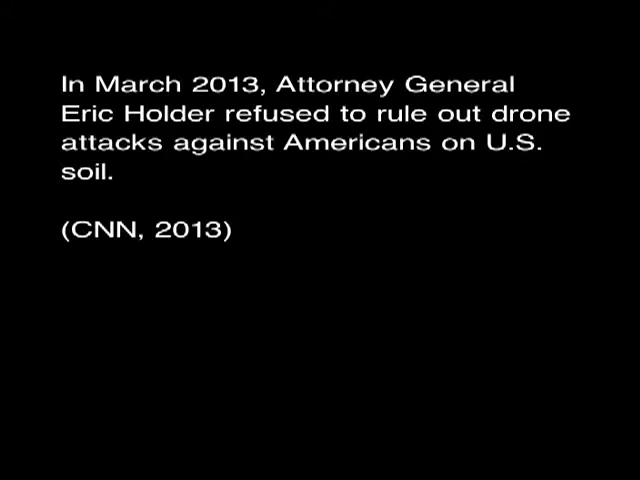 In March 2013, Attorney General
Eric Holder refused to rule out drone
attacks against Americans on U.S.
soil.
(CNN, 2013)